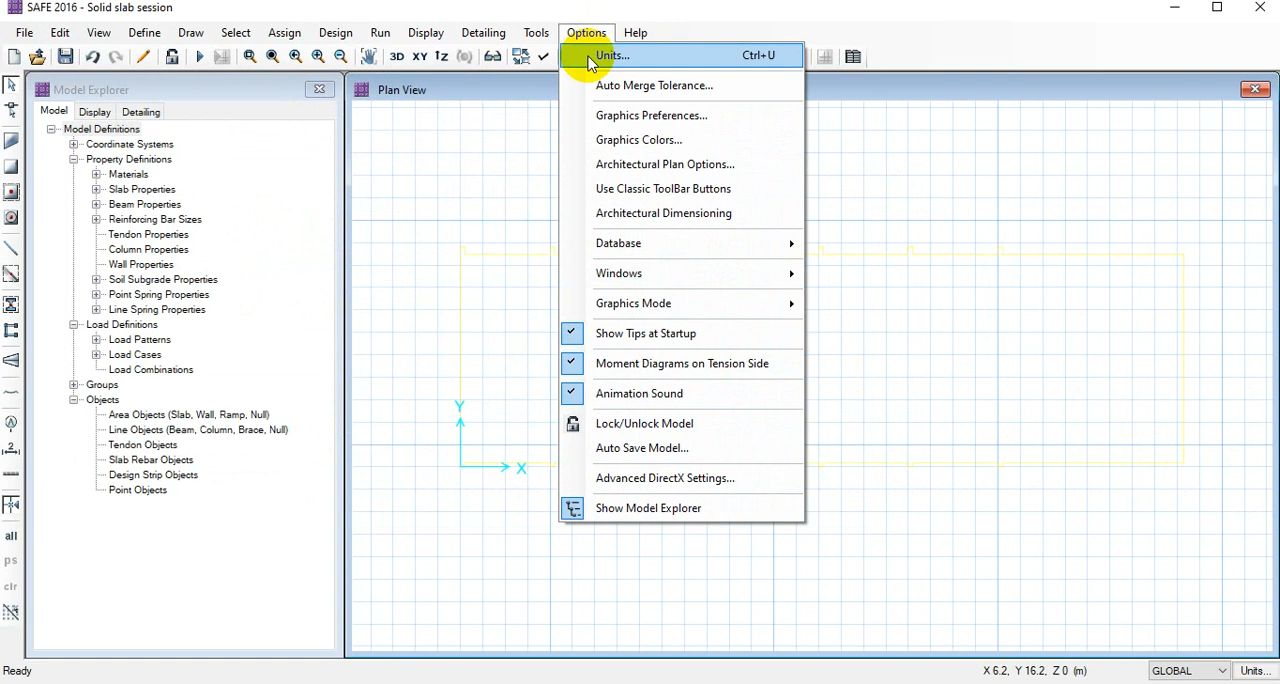 SAFE 2016 - Solid slab session
File Edit View Define Draw Select Assign Design Run Display Detailing Tools Options Help
3D XY
Model Explorer
Model Display Detailing
Model Definitions
Coordinate Systems
Property Definitions
Materials
Slab Properties
Beam Properties
Reinforcing Bar Sizes
Tendon Properties
Column Properties
Wall Properties
Soil Subgrade Properties
Point Spring Properties
Line Spring Properties
Load Definitions
Load Patterns
Load Cases
Load Combinations
Groups
Objects
Area Objects (Slab, Wall, Ramp, Null)
Line Objects (Beam, Column, Brace, Null)
Tendon Objects
Slab Rebar Objects
Design Strip Objects
Point Objects
all
ps
clr
Plan View
Y
X
Units... Ctrl+U
Auto Merge Tolerance...
Graphics Preferences...
Graphics Colors...
Architectural Plan Options...
Use Classic ToolBar Buttons
Architectural Dimensioning
Database
Windows
Graphics Mode
Show Tips at Startup
Moment Diagrams on Tension Side
Animation Sound
Lock/Unlock Model
Auto Save Model...
Advanced DirectX Settings...
Show Model Explorer
Ready
X 6.2, Y 16.2, Z 0 (m)
GLOBAL
Units...